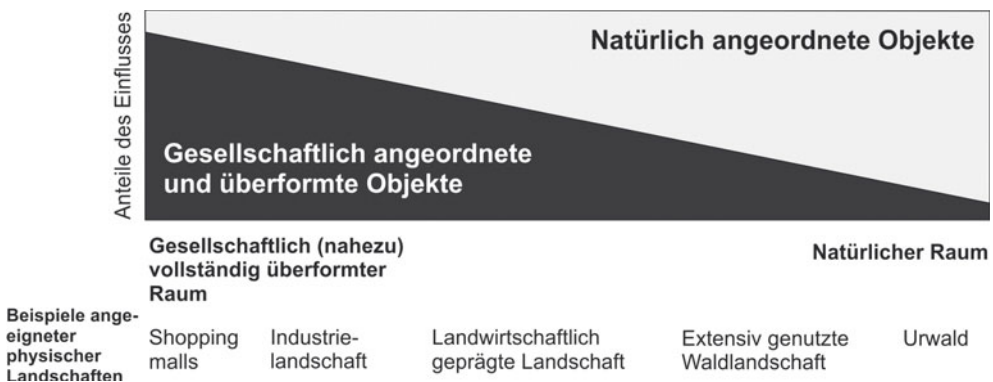 Anteile des Einflusses
Natürlich angeordnete Objekte
Gesellschaftlich angeordnete
und überformte Objekte
Gesellschaftlich (nahezu)
vollständig überformter
Raum
Natürlicher Raum
Beispiele ange-
eigneter
physischer
Landschaften
Shopping
malls
Industrie-
landschaft
Landwirtschaftlich
geprägte Landschaft
Extensiv genutzte
Waldlandschaft
Urwald